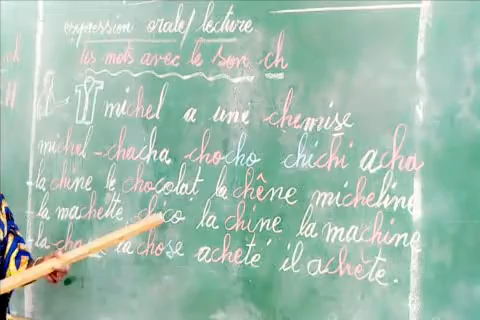 expression orale/lecture
les mots avec le son ch
michel a une chemise
michel - chacha chocho chichi acha
- la chine le chocolat la chêne micheline
- la machette chico la chine la machine
- la la chose acheté il achète.